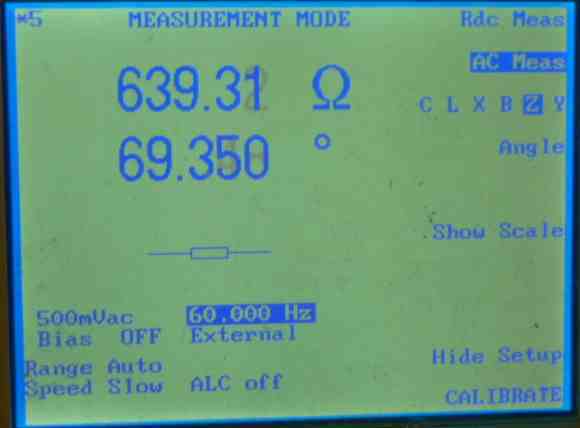 *5 MEASUREMENT MODE Rdc Meas
AC Meas
639.31 Ω
C L X B Z Y
69.350 °
Angle
Show Scale
500mVac 60.000 Hz
Bias OFF External
Range Auto
Hide Setup
Speed Slow ALC off
CALIBRATE